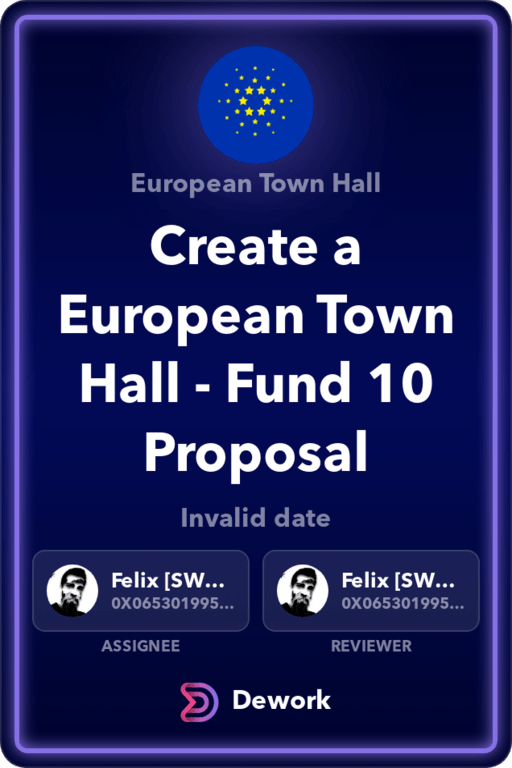 European Town Hall
Create a
European Town
Hall - Fund 10
Proposal
Invalid date
Felix [SW...
0X065301995...
ASSIGNEE
Felix [SW...
0X065301995...
REVIEWER
Dework